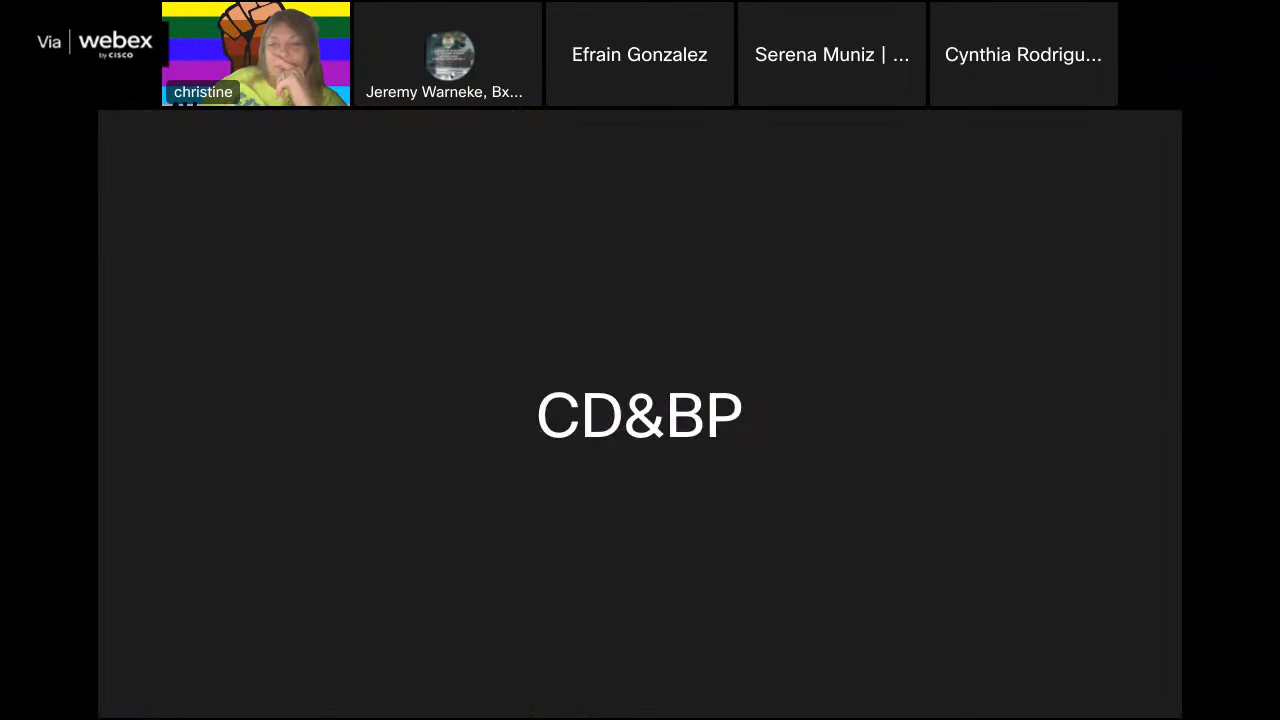 Via | webex
by CISCO
christine
Jeremy Warneke, Bx...
Efrain Gonzalez
Serena Muniz | ...
Cynthia Rodrigu...
CD&BP